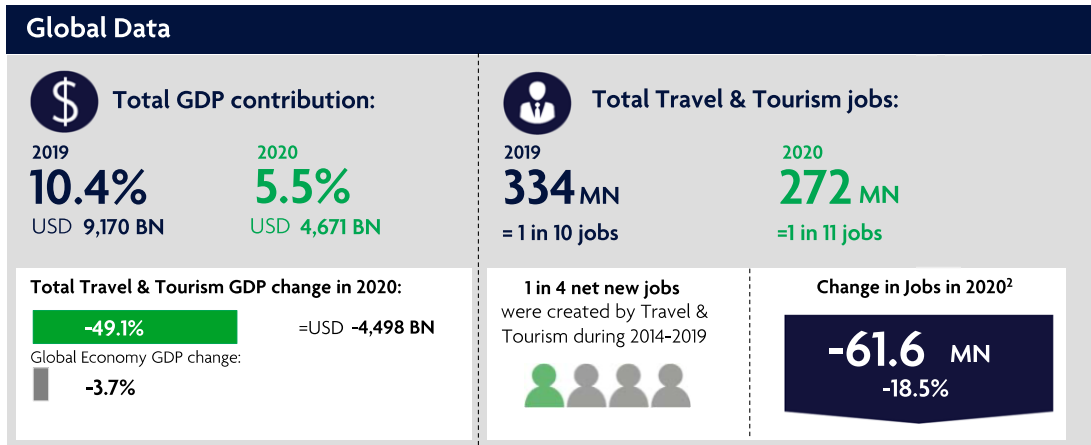 Global Data
$
Total GDP contribution:
2019
10.4%
USD 9,170 BN
2020
5.5%
USD 4,671 BN
Total Travel & Tourism GDP change in 2020:
-49.1%
=USD -4,498 BN
Global Economy GDP change:
-3.7%
Total Travel & Tourism jobs:
2019
334 MN
= 1 in 10 jobs
2020
272 MN
=1 in 11 jobs
1 in 4 net new jobs
were created by Travel &
Tourism during 2014-2019
Change in Jobs in 2020²
-61.6 MN
-18.5%